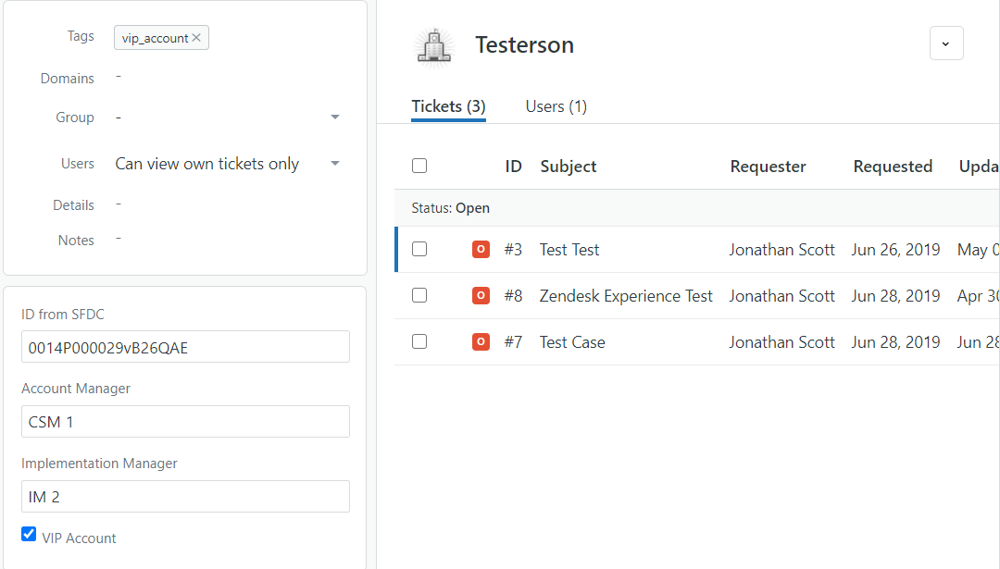 Tags vip_account ×
Domains -
Group -
Users Can view own tickets only
Details -
Notes -
ID from SFDC
0014P000029vB26QAE
Account Manager
CSM 1
Implementation Manager
IM 2
VIP Account
Testerson
Tickets (3) Users (1)
ID Subject Requester Requested Upda
Status: Open
O #3 Test Test Jonathan Scott Jun 26, 2019 May 0
O #8 Zendesk Experience Test Jonathan Scott Jun 28, 2019 Apr 30
O #7 Test Case Jonathan Scott Jun 28, 2019 Jun 28